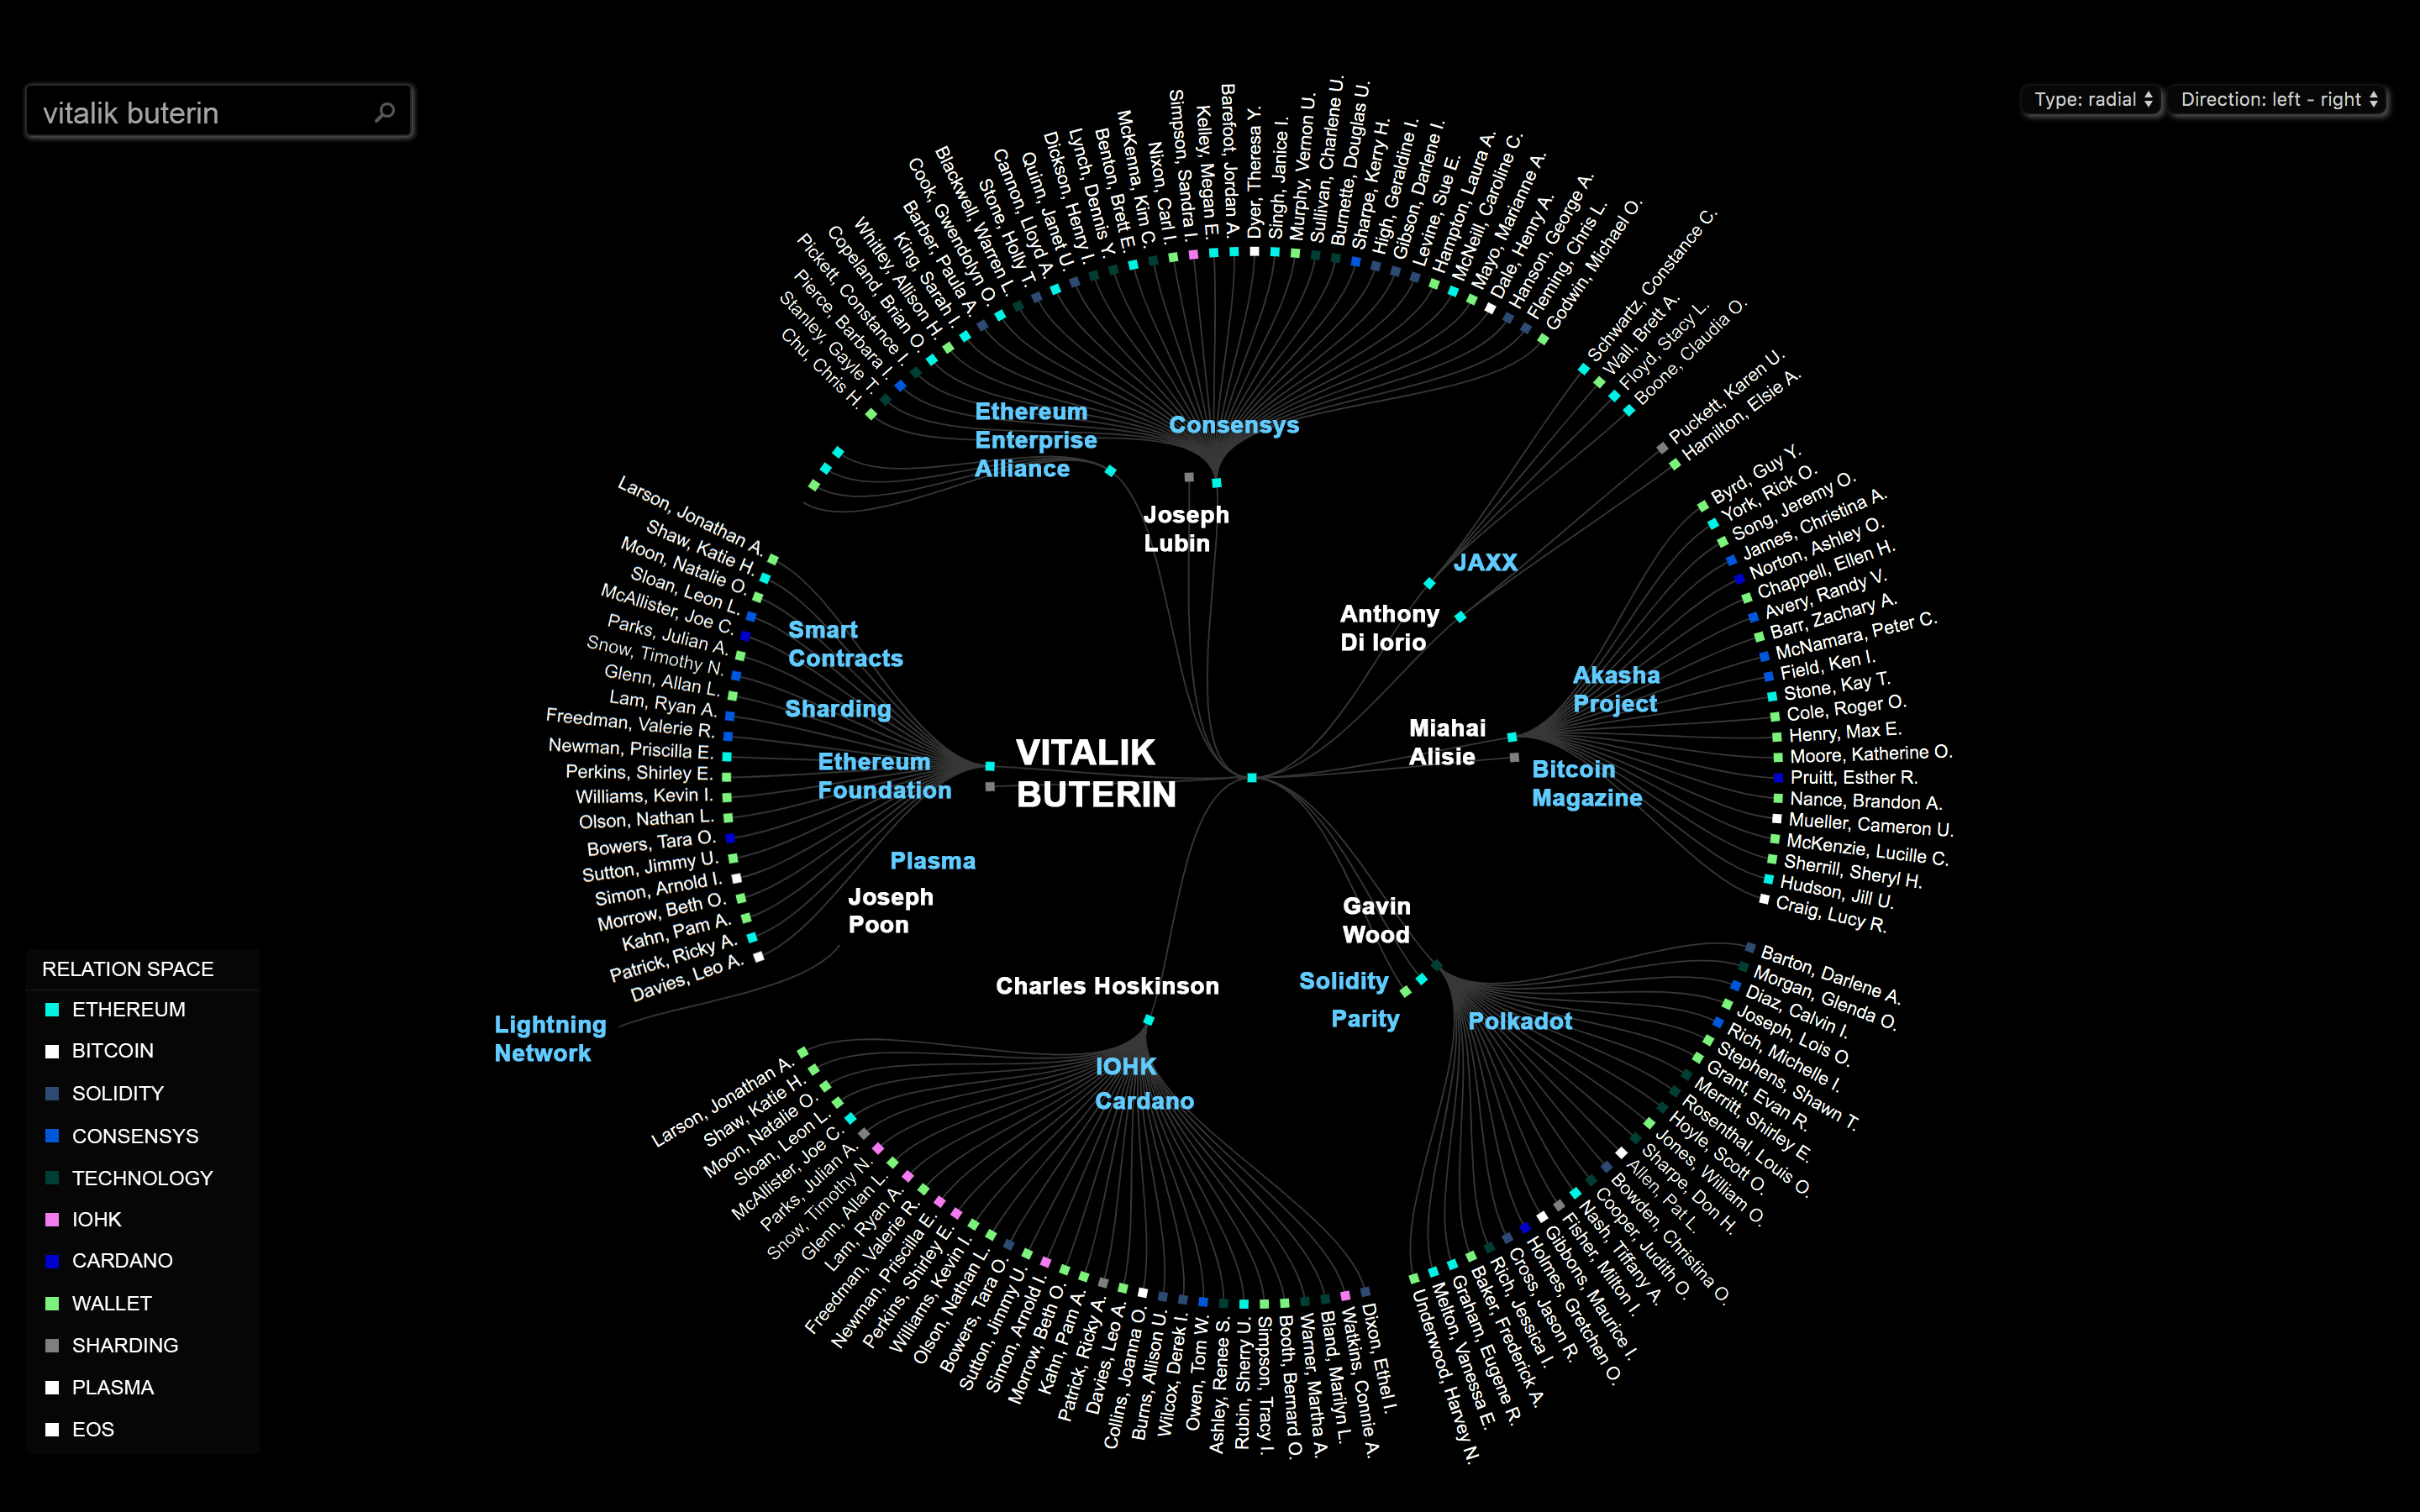 vitalik buterin
Type: radial
Direction: left - right
Chu, Chris H.
Stanley, Gayle T.
Pierce, Barbara I.
Pickett, Constance I.
Copeland, Brian O.
Whitley, Allison H.
King, Sarah I.
Barber, Paula A.
Cook, Gwendolyn O.
Blackwell, Warren L.
Stone, Holly T.
Cannon, Lloyd A.
Quinn, Janet U.
Dickson, Henry I.
Lynch, Dennis Y.
Benton, Brett E.
McKenna, Kim C.
Nixon, Carl I.
Simpson, Sandra I.
Kelley, Megan E.
Barefoot, Jordan A.
Dyer, Theresa Y.
Singh, Janice I.
Murphy, Vernon U.
Sullivan, Charlene U.
Burnette, Douglas U.
Sharpe, Kerry H.
High, Geraldine I.
Gibson, Darlene I.
Levine, Sue E.
Hampton, Laura A.
McNeill, Caroline C.
Mayo, Marianne A.
Dale, Henry A.
Hanson, George A.
Fleming, Chris L.
Godwin, Michael O.
Schwartz, Constance C.
Wall, Brett A.
Floyd, Stacy L.
Boone, Claudia O.
Puckett, Karen U.
Hamilton, Elsie A.
Ethereum
Enterprise
Alliance
Consensys
Joseph
Lubin
JAXX
Anthony
Di Iorio
Akasha
Project
Miahai
Alisie
Bitcoin
Magazine
Byrd, Guy Y.
York, Rick O.
Song, Jeremy O.
James, Christina A.
Norton, Ashley O.
Chappell, Ellen H.
Avery, Randy V.
Barr, Zachary A.
McNamara, Peter C.
Field, Ken I.
Stone, Kay T.
Cole, Roger O.
Henry, Max E.
Moore, Katherine O.
Pruitt, Esther R.
Nance, Brandon A.
Mueller, Cameron U.
McKenzie, Lucille C.
Sherrill, Sheryl H.
Hudson, Jill U.
Craig, Lucy R.
Larson, Jonathan A.
Shaw, Katie H.
Moon, Natalie O.
Sloan, Leon L.
McAllister, Joe C.
Parks, Julian A.
Snow, Timothy N.
Glenn, Allan L.
Lam, Ryan A.
Freedman, Valerie R.
Newman, Priscilla E.
Perkins, Shirley E.
Williams, Kevin I.
Olson, Nathan L.
Bowers, Tara O.
Sutton, Jimmy U.
Simon, Arnold I.
Morrow, Beth O.
Kahn, Pam A.
Patrick, Ricky A.
Davies, Leo A.
Smart
Contracts
Sharding
Ethereum
Foundation
VITALIK
BUTERIN
Plasma
Joseph
Poon
Lightning
Network
Charles Hoskinson
IOHK
Cardano
Gavin
Wood
Solidity
Parity
Polkadot
Barton, Darlene A.
Morgan, Glenda O.
Diaz, Calvin I.
Joseph, Lois O.
Rich, Michelle I.
Stephens, Shawn T.
Grant, Evan R.
Merritt, Shirley E.
Rosenthal, Louis O.
Hoyle, Scott O.
Jones, William O.
Sharpe, Don H.
Allen, Pat L.
Bowden, Christina O.
Cooper, Judith O.
Nash, Tiffany A.
Fisher, Milton I.
Gibbons, Maurice I.
Holmes, Gretchen O.
Cross, Jason R.
Rich, Jessica I.
Baker, Frederick A.
Graham, Eugene R.
Melton, Vanessa E.
Underwood, Harvey N.
Larson, Jonathan A.
Shaw, Katie H.
Moon, Natalie O.
Sloan, Leon L.
McAllister, Joe C.
Parks, Julian A.
Snow, Timothy N.
Glenn, Allan L.
Lam, Ryan A.
Freedman, Valerie R.
Newman, Priscilla E.
Perkins, Shirley E.
Williams, Kevin I.
Olson, Nathan L.
Bowers, Tara O.
Sutton, Jimmy U.
Simon, Arnold I.
Morrow, Beth O.
Kahn, Pam A.
Patrick, Ricky A.
Davies, Leo A.
Collins, Joanna O.
Burns, Allison U.
Wilcox, Derek I.
Owen, Tom W.
Ashley, Renee S.
Rubin, Sherry U.
Simpson, Tracy I.
Booth, Bernard O.
Warner, Martha A.
Bland, Marilyn L.
Watkins, Connie A.
Dixon, Ethel I.
RELATION SPACE
ETHEREUM
BITCOIN
SOLIDITY
CONSENSYS
TECHNOLOGY
IOHK
CARDANO
WALLET
SHARDING
PLASMA
EOS